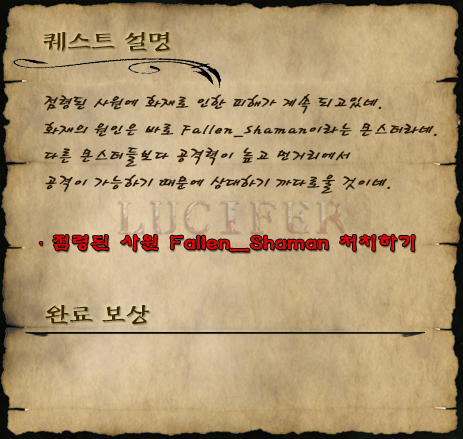 퀘스트 설명
점령된 사원에 화재로 인한 피해가 계속 되고있네.
화재의 원인은 바로 Fallen_Shaman이라는 몬스터라네.
다른 몬스터들보다 공격력이 높고 먼거리에서
공격이 가능하기 때문에 상대하기 까다로울 것이네.
LUCIFER
· 점령된 사원 Fallen__Shaman 처치하기
완료 보상